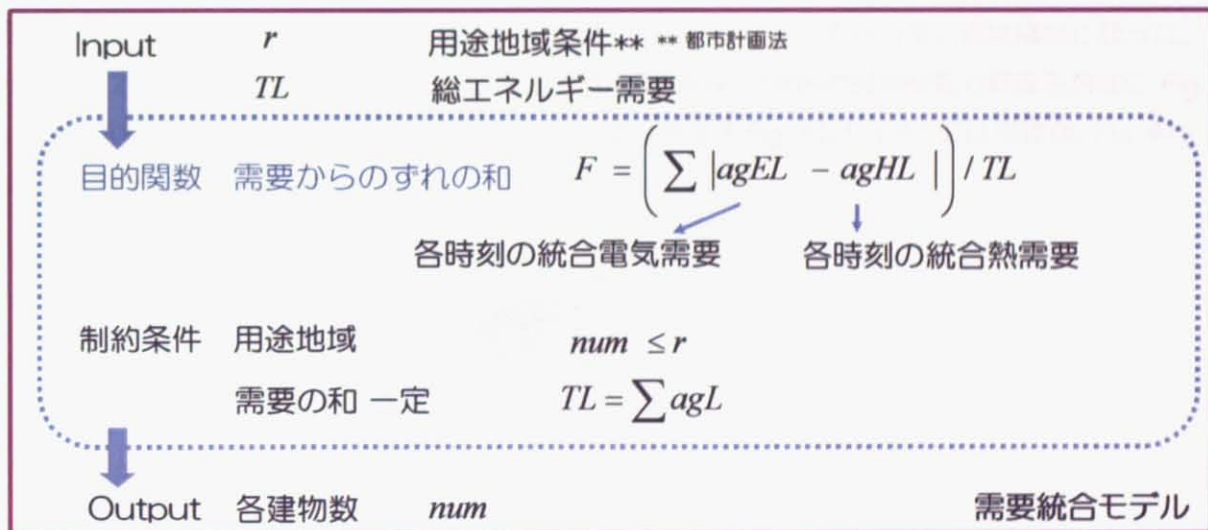 Input r 用途地域条件** ** 都市計画法
TL 総エネルギー需要
目的関数 需要からのずれの和 F = ( ∑ |agEL - agHL | ) / TL
各時刻の統合電気需要 各時刻の統合熱需要
制約条件 用途地域 num ≤ r
需要の和 一定 TL = ∑ agL
Output 各建物数 num 需要統合モデル